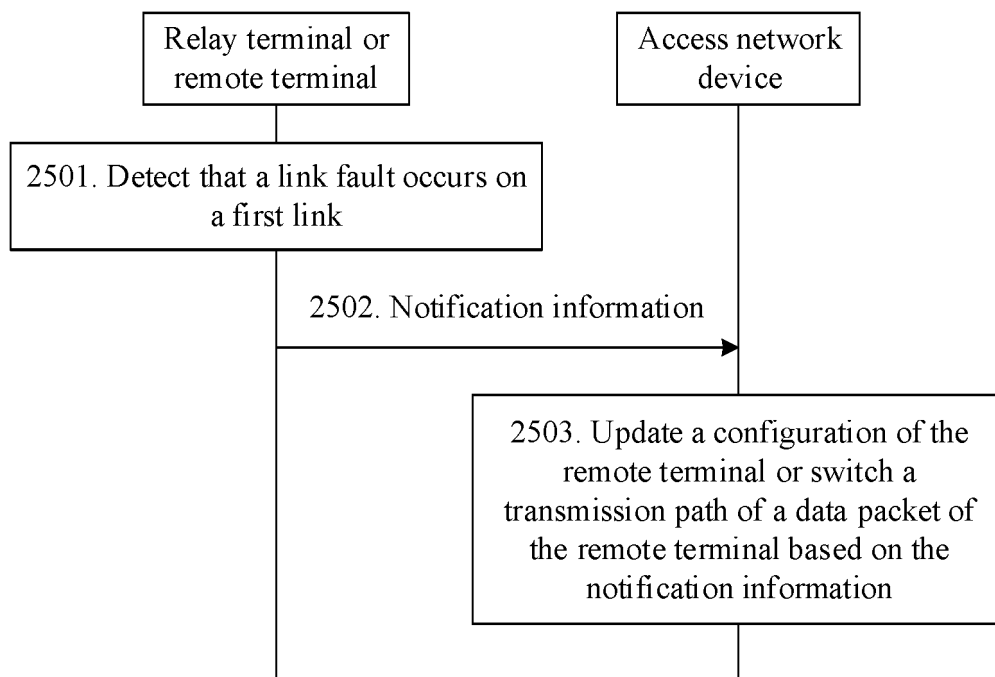 Relay terminal or
remote terminal
Access network
device
2501. Detect that a link fault occurs on
a first link
2502. Notification information
2503. Update a configuration of the
remote terminal or switch a
transmission path of a data packet of
the remote terminal based on the
notification information